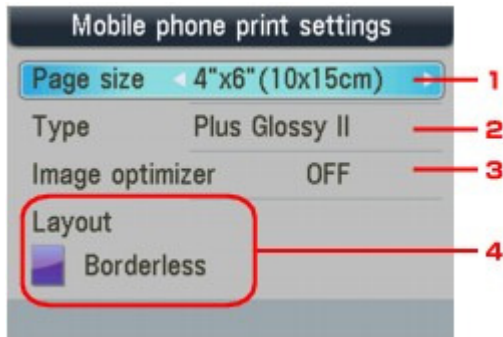 Mobile phone print settings
Page size 4"x6"(10x15cm) 1
Type Plus Glossy II 2
Image optimizer OFF 3
Layout
Borderless 4